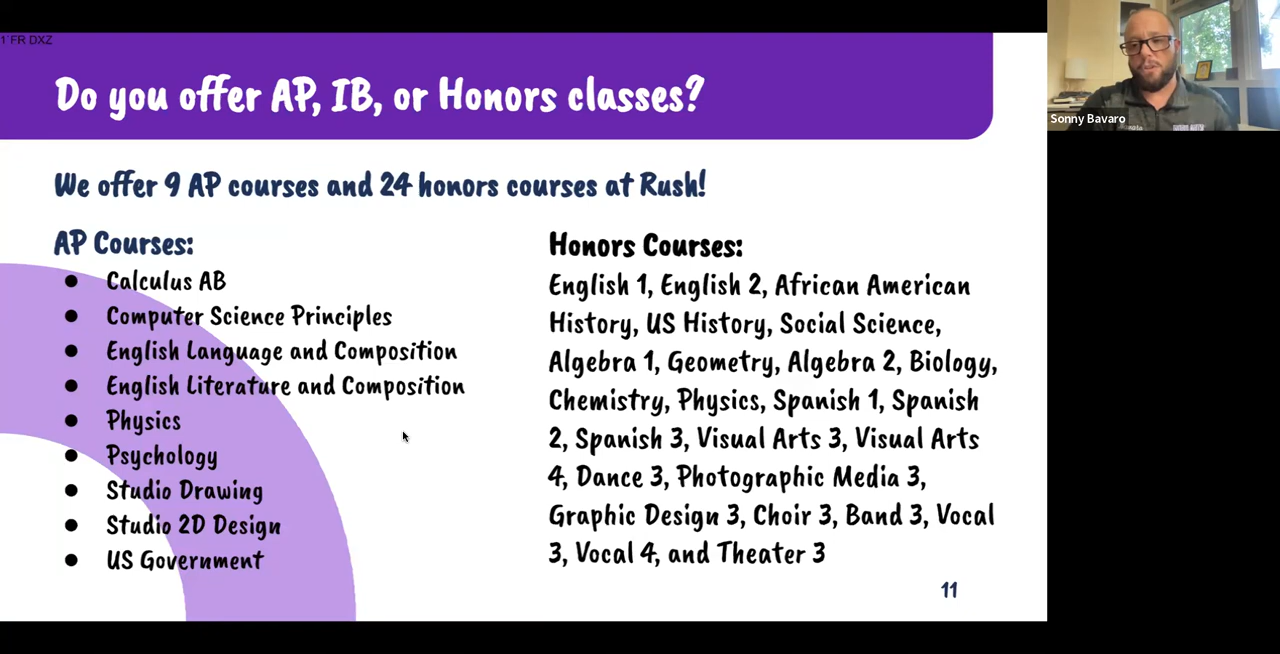 Do you offer AP, IB, or Honors classes?
Sonny Bavaro
We offer 9 AP courses and 24 honors courses at Rush!
AP Courses:
● Calculus AB
● Computer Science Principles
● English Language and Composition
● English Literature and Composition
● Physics
● Psychology
● Studio Drawing
● Studio 2D Design
● US Government
Honors Courses:
English 1, English 2, African American
History, US History, Social Science,
Algebra 1, Geometry, Algebra 2, Biology,
Chemistry, Physics, Spanish 1, Spanish
2, Spanish 3, Visual Arts 3, Visual Arts
4, Dance 3, Photographic Media 3,
Graphic Design 3, Choir 3, Band 3, Vocal
3, Vocal 4, and Theater 3
11